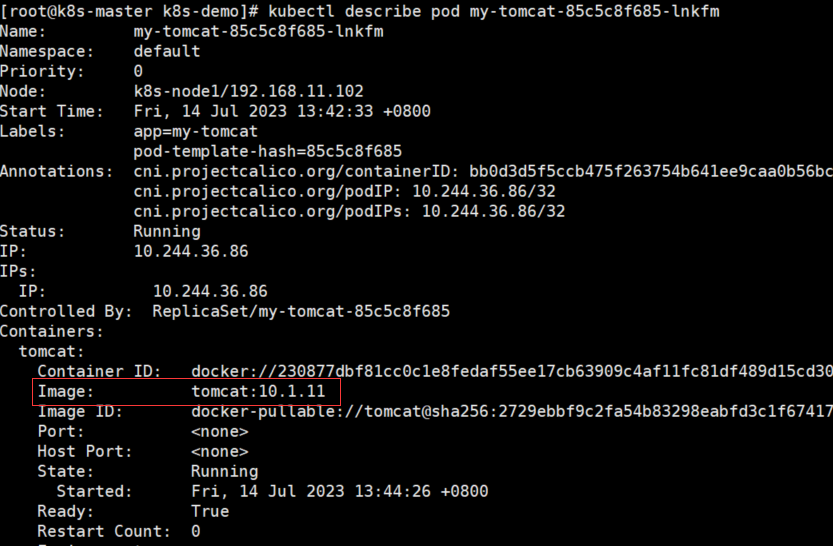 [root@k8s-master k8s-demo]# kubectl describe pod my-tomcat-85c5c8f685-lnkfm
Name: my-tomcat-85c5c8f685-lnkfm
Namespace: default
Priority: 0
Node: k8s-node1/192.168.11.102
Start Time: Fri, 14 Jul 2023 13:42:33 +0800
Labels: app=my-tomcat
pod-template-hash=85c5c8f685
Annotations: cni.projectcalico.org/containerID: bb0d3d5f5ccb475f263754b641ee9caa0b56bc
cni.projectcalico.org/podIP: 10.244.36.86/32
cni.projectcalico.org/podIPs: 10.244.36.86/32
Status: Running
IP: 10.244.36.86
IPs:
IP: 10.244.36.86
Controlled By: ReplicaSet/my-tomcat-85c5c8f685
Containers:
tomcat:
Container ID: docker://230877dbf81cc0c1e8fedaf55ee17cb63909c4af11fc81df489d15cd30
Image: tomcat:10.1.11
Image ID: docker-pullable://tomcat@sha256:2729ebbf9c2fa54b83298eabfd3c1f67417
Port: <none>
Host Port: <none>
State: Running
Started: Fri, 14 Jul 2023 13:44:26 +0800
Ready: True
Restart Count: 0